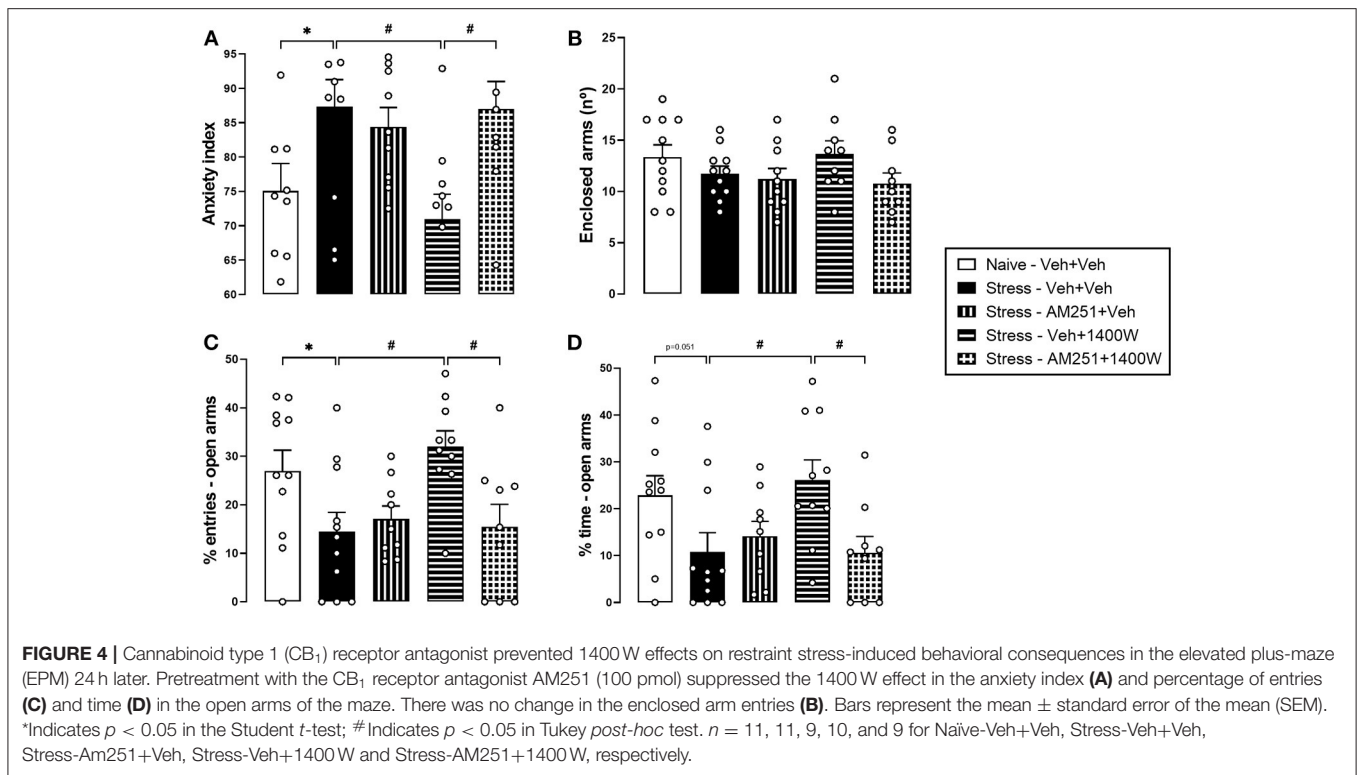 A
* # #
Anxiety index
95
90
85
80
75
70
65
60
B
Enclosed arms (nº)
25
20
15
10
5
0
Naive - Veh+Veh
Stress - Veh+Veh
Stress - AM251+Veh
Stress - Veh+1400W
Stress - AM251+1400W
C
* # #
% entries - open arms
50
40
30
20
10
0
D
p=0.051 # #
% time - open arms
50
40
30
20
10
0
FIGURE 4 | Cannabinoid type 1 (CB₁) receptor antagonist prevented 1400 W effects on restraint stress-induced behavioral consequences in the elevated plus-maze
(EPM) 24 h later. Pretreatment with the CB₁ receptor antagonist AM251 (100 pmol) suppressed the 1400 W effect in the anxiety index (A) and percentage of entries
(C) and time (D) in the open arms of the maze. There was no change in the enclosed arm entries (B). Bars represent the mean ± standard error of the mean (SEM).
*Indicates p < 0.05 in the Student t-test; #Indicates p < 0.05 in Tukey post-hoc test. n = 11, 11, 9, 10, and 9 for Naïve-Veh+Veh, Stress-Veh+Veh,
Stress-Am251+Veh, Stress-Veh+1400 W and Stress-AM251+1400 W, respectively.